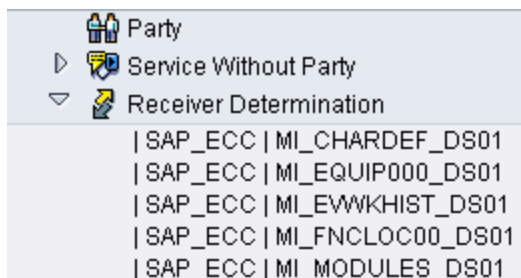 Party
Service Without Party
Receiver Determination
| SAP_ECC | MI_CHARDEF_DS01
| SAP_ECC | MI_EQUIP000_DS01
| SAP_ECC | MI_EVWKHIST_DS01
| SAP_ECC | MI_FNCLOC00_DS01
| SAP_ECC | MI_MODULES_DS01